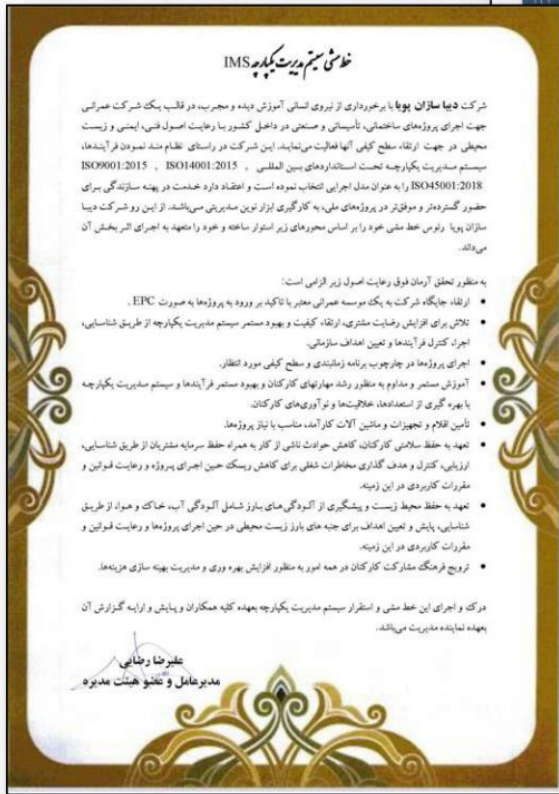 خط مشی سیستم مدیریت یکپارچه IMS
شرکت دیبا سازان پویا با برخورداری از نیروی انسانی آموزش دیده و مجرب، در قالب یک شرکت عمرانی
جهت اجرای پروژه‌های ساختمانی، تأسیساتی و صنعتی در داخل کشور با رعایت اصول فنی، ایمنی و زیست
محیطی در جهت ارتقاء سطح کیفی آنها فعالیت می‌نماید. این شرکت در راستای نظام مند نمودن فرآیندها،
سیستم مدیریت یکپارچه تحت استانداردهای بین المللی ISO9001:2015 , ISO14001:2015 ,
ISO45001:2018 را به عنوان مدل اجرایی انتخاب نموده است و اعتقاد دارد خدمت در پهنه سازندگی برای
حضور گسترده‌تر و موفق‌تر در پروژه‌های ملی، به کارگیری ابزار نوین مدیریتی می‌باشد. از این رو شرکت دیبا
سازان پویا رئوس خط مشی خود را بر اساس محورهای زیر استوار ساخته و خود را متعهد به اجرای اثر بخش آن
می‌داند.
به منظور تحقق آرمان فوق رعایت اصول زیر الزامی است:
• ارتقاء جایگاه شرکت به یک موسسه عمرانی معتبر با تاکید بر ورود به پروژه‌ها به صورت EPC .
• تلاش برای افزایش رضایت مشتری، ارتقاء کیفیت و بهبود مستمر سیستم مدیریت یکپارچه از طریق شناسایی،
اجرا، کنترل فرآیندها و تعیین اهداف سازمانی.
• اجرای پروژه‌ها در چارچوب برنامه زمانبندی و سطح کیفی مورد انتظار.
• آموزش مستمر و مداوم به منظور رشد مهارتهای کارکنان و بهبود مستمر فرآیندها و سیستم مدیریت یکپارچه
با بهره گیری از استعدادها، خلاقیت‌ها و نوآوری‌های کارکنان.
• تأمین اقلام و تجهیزات و ماشین آلات کارآمد، مناسب با نیاز پروژه‌ها.
• تعهد به حفظ سلامتی کارکنان، کاهش حوادث ناشی از کار به همراه حفظ سرمایه مشتریان از طریق شناسایی،
ارزیابی، کنترل و هدف گذاری مخاطرات شغلی برای کاهش ریسک حین اجرای پروژه و رعایت قوانین و
مقررات کاربردی در این زمینه.
• تعهد به حفظ محیط زیست و پیشگیری از آلودگی‌های بارز شامل آلودگی آب، خاک و هوا، از طریق
شناسایی، پایش و تعیین اهداف برای جنبه های بارز زیست محیطی در حین اجرای پروژه‌ها و رعایت قوانین و
مقررات کاربردی در این زمینه.
• ترویج فرهنگ مشارکت کارکنان در همه امور به منظور افزایش بهره وری و مدیریت بهینه سازی هزینه‌ها.
درک و اجرای این خط مشی و استقرار سیستم مدیریت یکپارچه بعهده کلیه همکاران و پایش و ارایه گزارش آن
بعهده نماینده مدیریت می‌باشد.
علیرضا رضایی
مدیرعامل و عضو هیئت مدیره